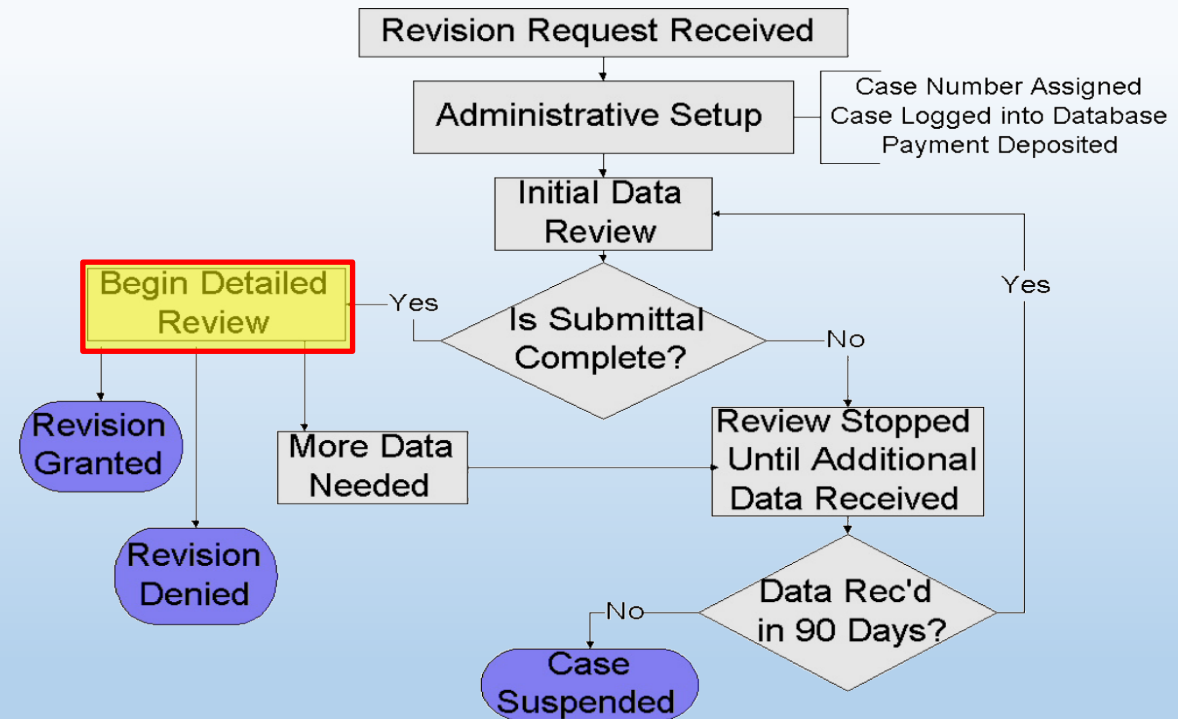 Revision Request Received
Administrative Setup
Case Number Assigned
Case Logged into Database
Payment Deposited
Initial Data
Review
Is Submittal
Complete?
Yes
Begin Detailed
Review
Revision
Granted
Revision
Denied
More Data
Needed
No
Review Stopped
Until Additional
Data Received
Data Rec'd
in 90 Days?
Yes
No
Case
Suspended